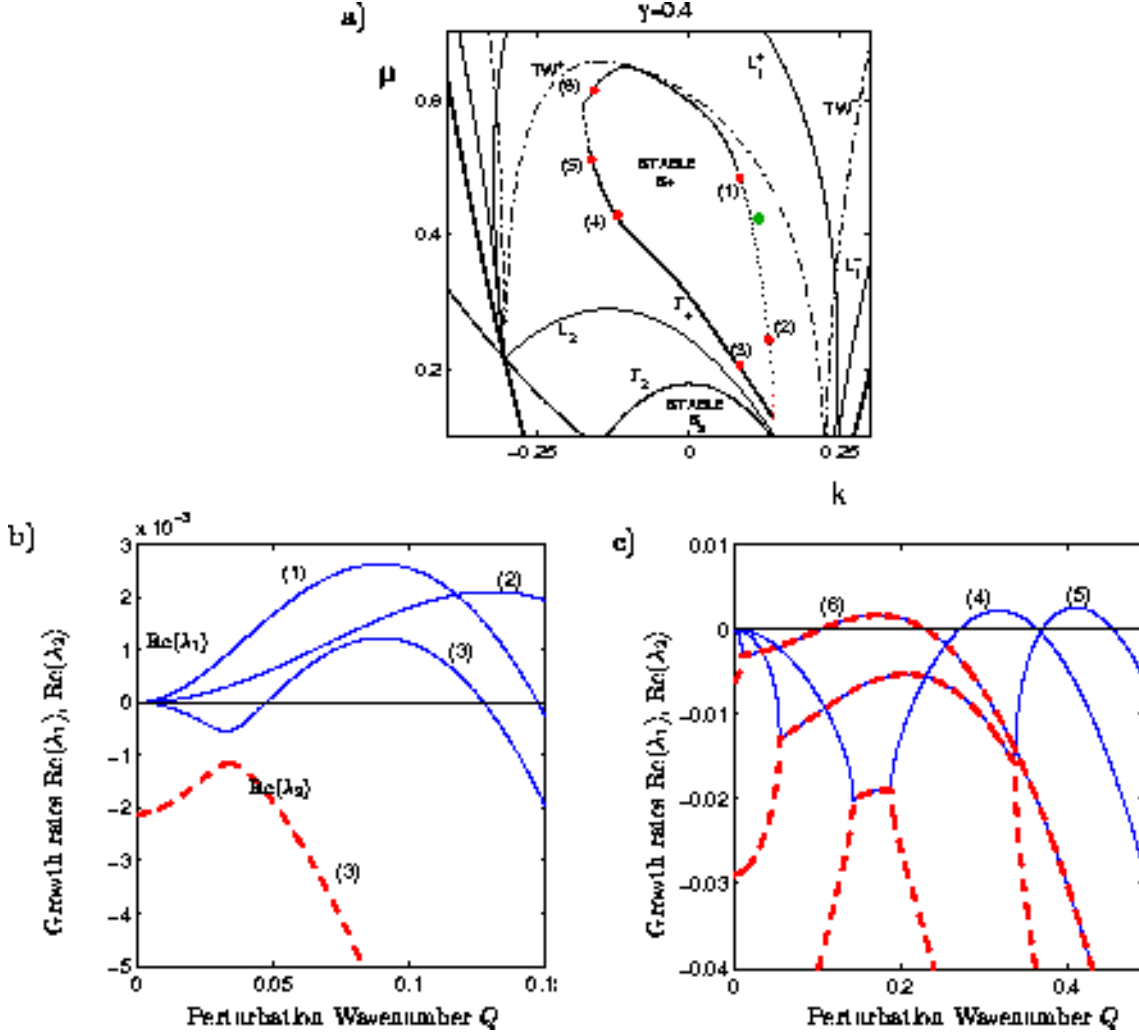 a)
γ=0.4
μ
TW⁺
L₁⁺
TW⁻
(6)
0.6
(5)
STABLE
S+
(1)
(4)
0.4
L₁⁻
L₂
T₊
(2)
(3)
0.2
T₂
STABLE
S₂
−0.25
0
0.25
k
b)
x 10⁻³
3
2
1
0
−1
−2
−3
−4
−5
(1)
(2)
(3)
Re{λ₁}
Re{λ₂}
(3)
0
0.05
0.1
Growth rates Re{λ₁}, Re{λ₂}
Perturbation Wavenumber Q
c)
0.01
0
−0.01
−0.02
−0.03
−0.04
(6)
(4)
(5)
0
0.2
0.4
Growth rates Re{λ₁}, Re{λ₂}
Perturbation Wavenumber Q